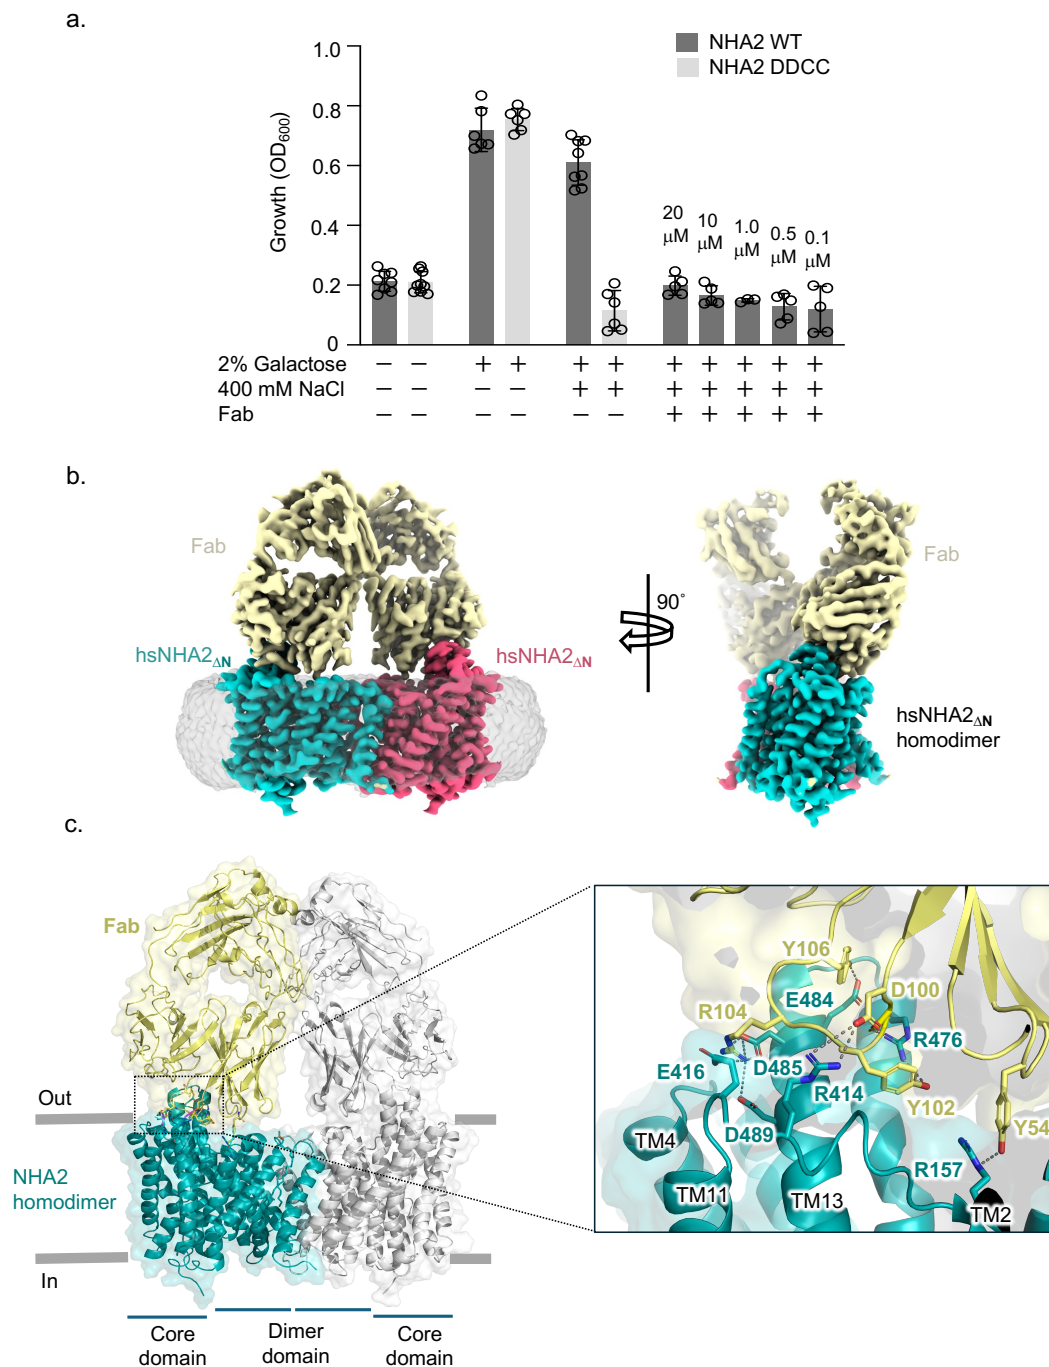 a.
NHA2 WT
NHA2 DDCC
Growth (OD600)
1.0
0.8
0.6
0.4
0.2
0
20 μM
10 μM
1.0 μM
0.5 μM
0.1 μM
2% Galactose − − + + + + + + + + +
400 mM NaCl − − − − + + + + + + +
Fab − − − − − − + + + + +
b.
Fab
hsNHA2ΔN
hsNHA2ΔN
90°
Fab
hsNHA2ΔN
homodimer
c.
Fab
Out
NHA2
homodimer
In
Core
domain
Dimer
domain
Core
domain
Y106
E484
D100
R104
R476
E416
D485
R414
Y102
D489
Y54
TM4
R157
TM11
TM13
TM2